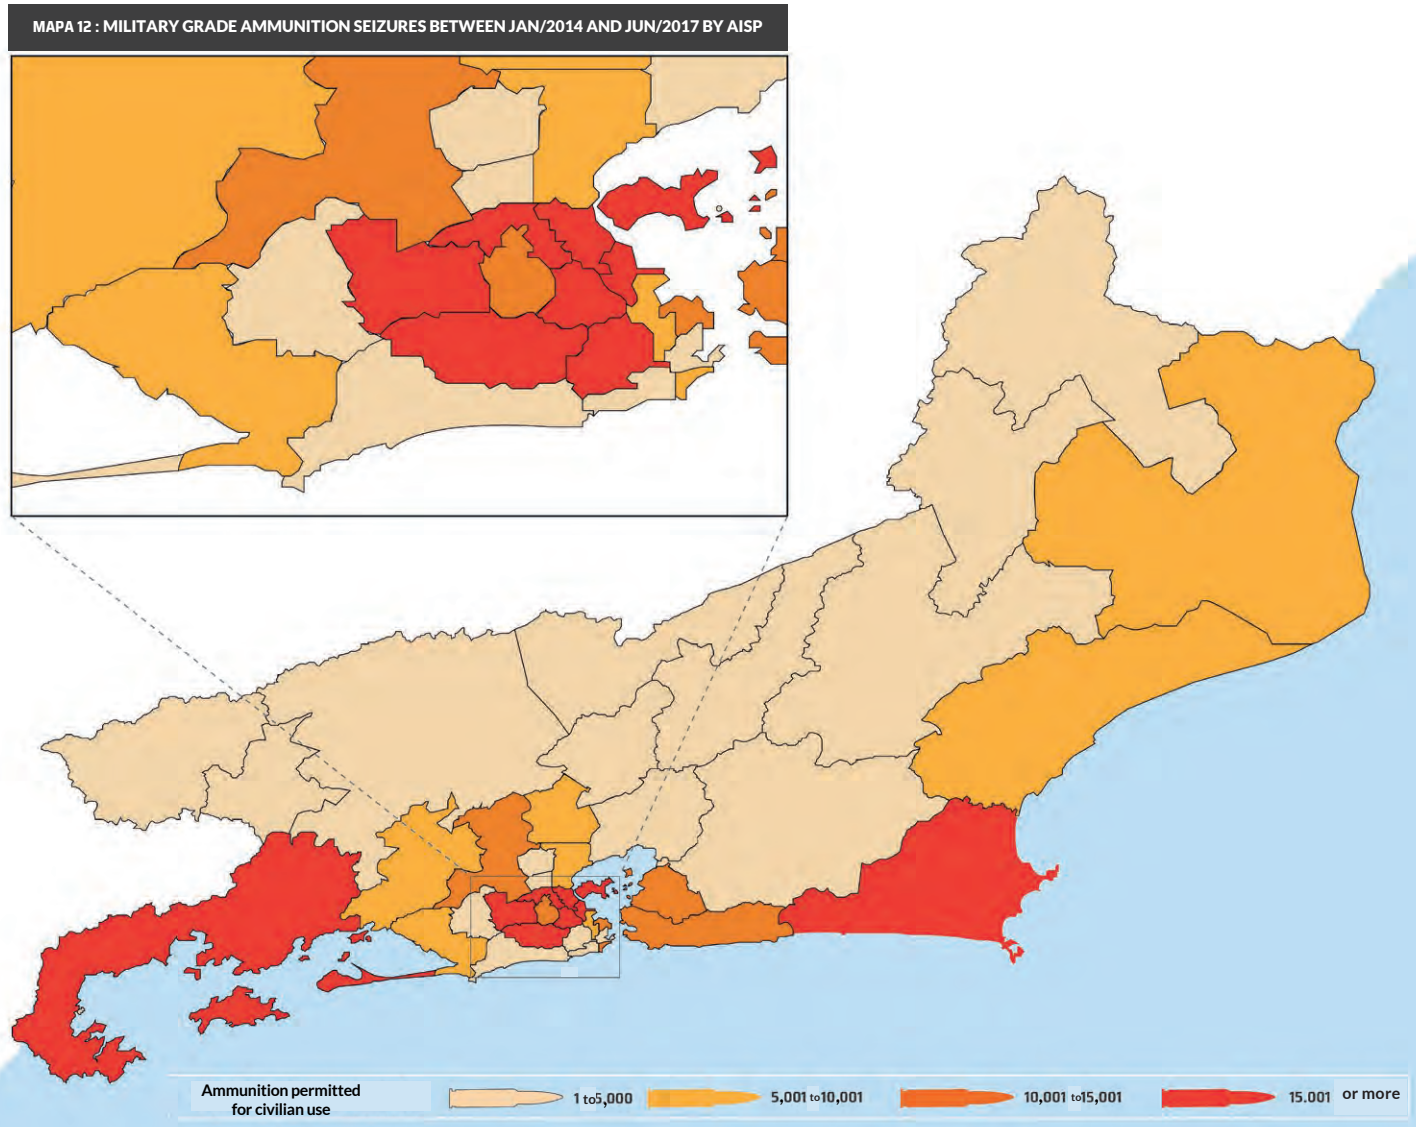 MAPA 12 : MILITARY GRADE AMMUNITION SEIZURES BETWEEN JAN/2014 AND JUN/2017 BY AISP
Ammunition permitted
for civilian use
1 to5,000
5,001 to10,001
10,001 to15,001
15.001 or more